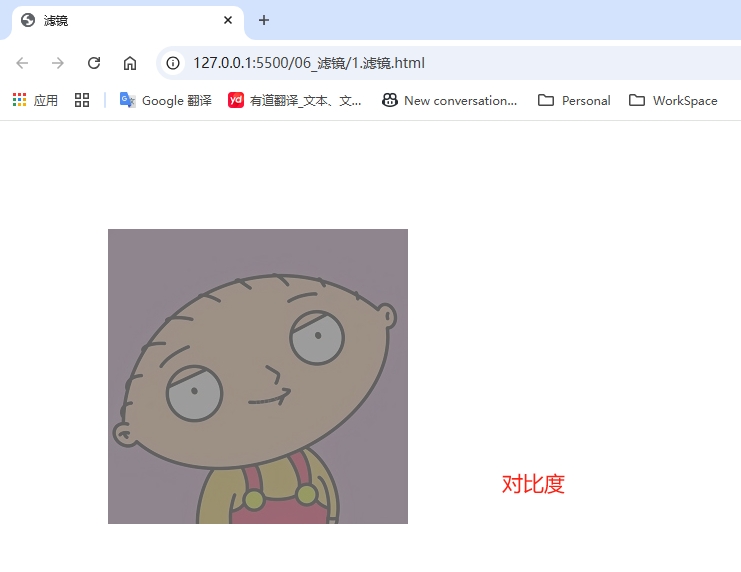 滤镜
127.0.0.1:5500/06_滤镜/1.滤镜.html
应用
Google 翻译
yd 有道翻译_文本、文...
New conversation...
Personal
WorkSpace
对比度